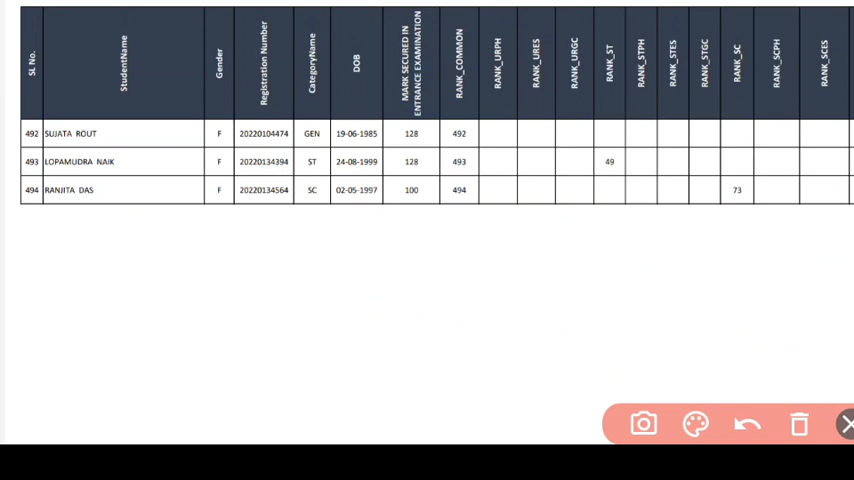 SL No. StudentName Gender Registration Number CategoryName DOB MARK SECURED IN ENTRANCE EXAMINATION RANK_COMMON RANK_URPH RANK_URES RANK_URGC RANK_ST RANK_STPH RANK_STES RANK_STGC RANK_SC RANK_SCPH RANK_SCES
492 SUJATA ROUT F 20220104474 GEN 19-06-1985 128 492
493 LOPAMUDRA NAIK F 20220134394 ST 24-08-1999 128 493 49
494 RANJITA DAS F 20220134564 SC 02-05-1997 100 494 73